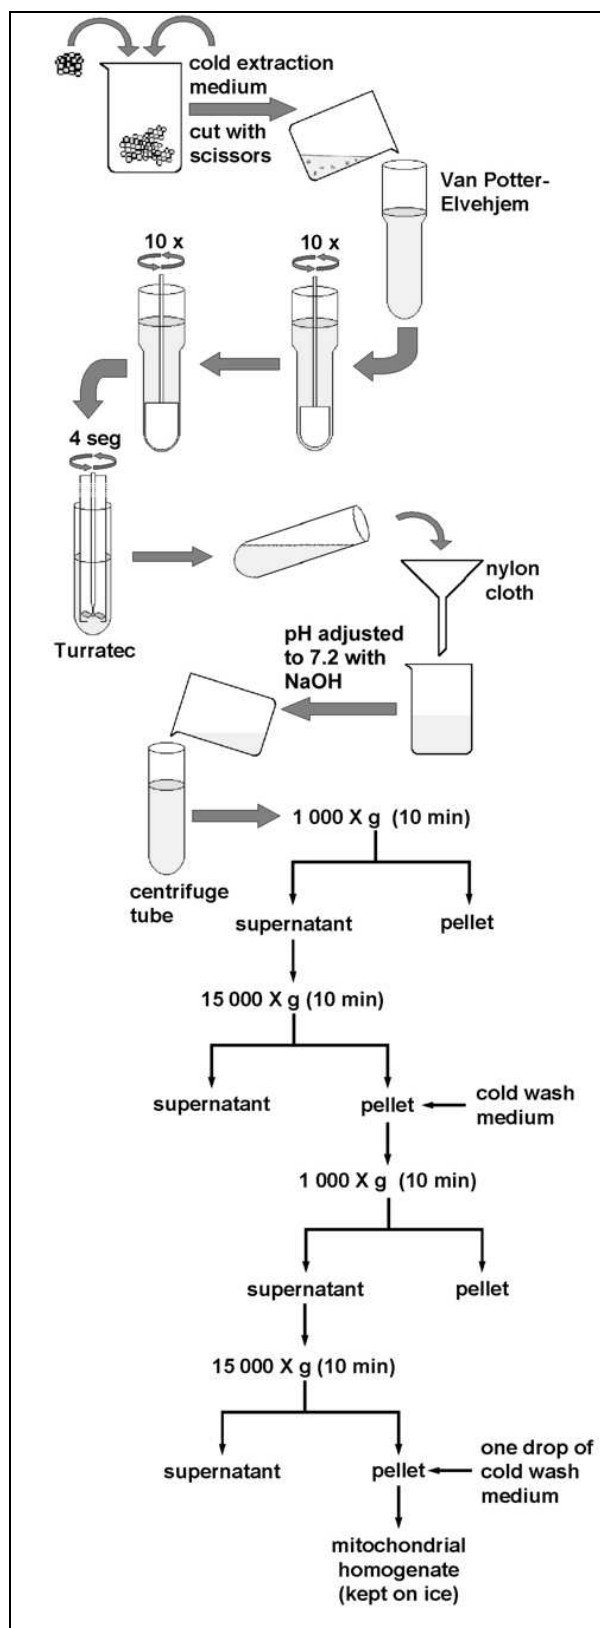 cold extraction
medium
cut with
scissors
Van Potter-
Elvehjem
10 x
10 x
4 seg
Turratec
nylon
cloth
pH adjusted
to 7.2 with
NaOH
centrifuge
tube
1 000 X g (10 min)
supernatant
pellet
15 000 X g (10 min)
supernatant
pellet
cold wash
medium
1 000 X g (10 min)
supernatant
pellet
15 000 X g (10 min)
supernatant
pellet
one drop of
cold wash
medium
mitochondrial
homogenate
(kept on ice)